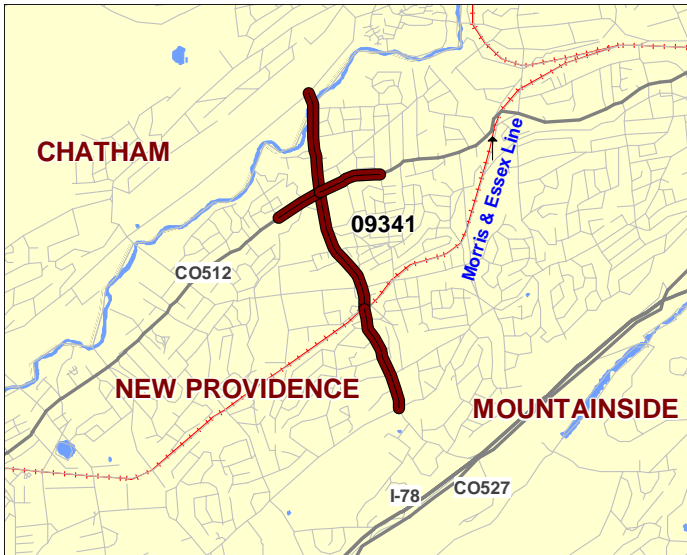 CHATHAM
Morris & Essex Line
09341
CO512
NEW PROVIDENCE
MOUNTAINSIDE
I-78
CO527